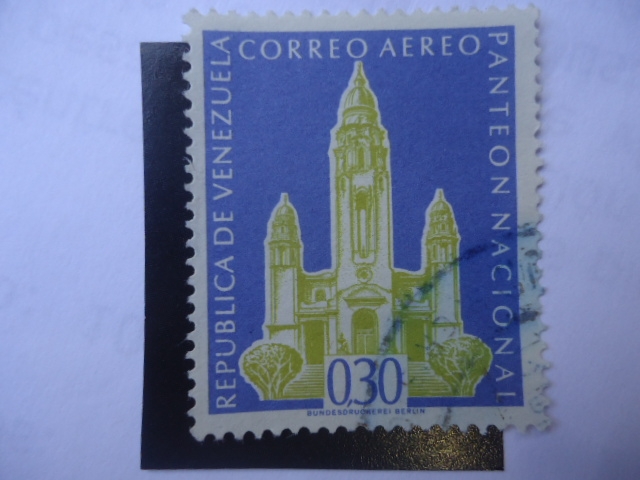 REPUBLICA DE VENEZUELA
CORREO AEREO
PANTEON NACIONAL
0,30
BUNDESDRUCKEREI BERLIN